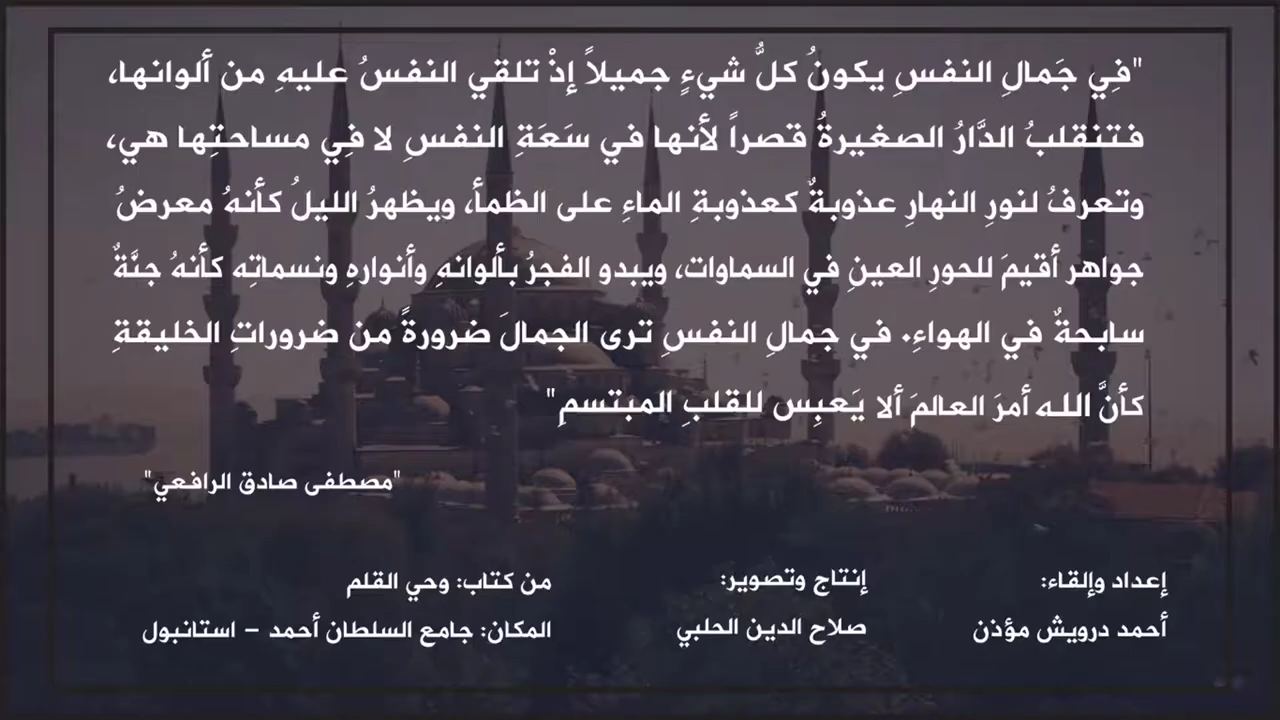 "فِي جَمالِ النفسِ يكونُ كلُّ شيءٍ جميلاً إذْ تلقي النفسُ عليهِ من ألوانها،
فتنقلبُ الدَّارُ الصغيرةُ قصراً لأنها في سَعَةِ النفسِ لا فِي مساحتِها هي،
وتعرفُ لنورِ النهارِ عذوبةٌ كعذوبةِ الماءِ على الظمأ، ويظهرُ الليلُ كأنهُ معرضُ
جواهر أقيمَ للحورِ العينِ في السماوات، ويبدو الفجرُ بألوانهِ وأنوارهِ ونسماتِهِ كأنهُ جنَّةٌ
سابحةٌ في الهواءِ. في جمالِ النفسِ ترى الجمالَ ضرورةً من ضروراتِ الخليقةِ
كأنَّ الله أمرَ العالمَ ألا يَعبِس للقلبِ المبتسمِ"
"مصطفى صادق الرافعي"
إعداد وإلقاء:
أحمد درويش مؤذن
إنتاج وتصوير:
صلاح الدين الحلبي
من كتاب: وحي القلم
المكان: جامع السلطان أحمد – استانبول